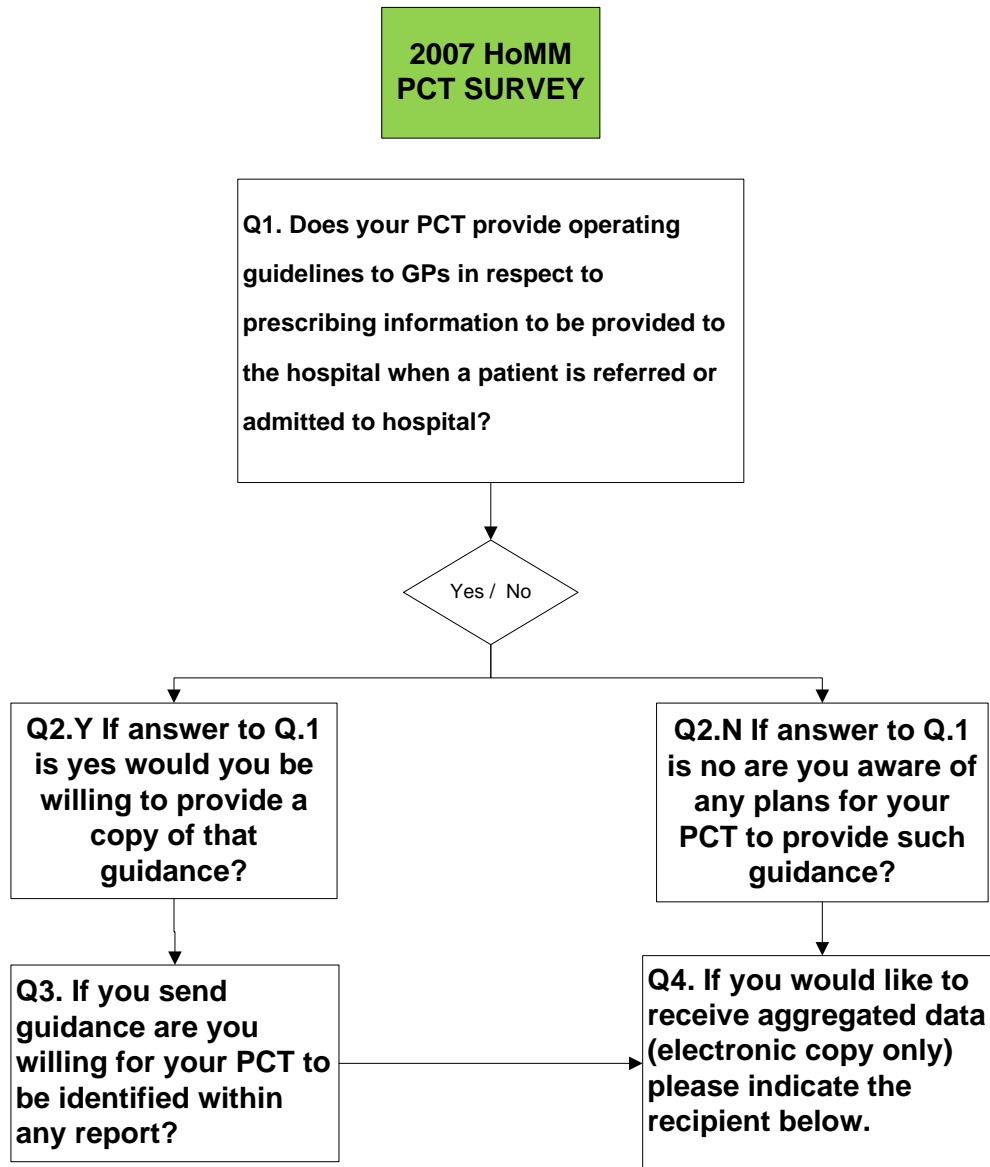 2007 HoMM
PCT SURVEY
Q1. Does your PCT provide operating
guidelines to GPs in respect to
prescribing information to be provided to
the hospital when a patient is referred or
admitted to hospital?
Yes / No
Q2.Y If answer to Q.1
is yes would you be
willing to provide a
copy of that
guidance?
Q2.N If answer to Q.1
is no are you aware of
any plans for your
PCT to provide such
guidance?
Q3. If you send
guidance are you
willing for your PCT to
be identified within
any report?
Q4. If you would like to
receive aggregated data
(electronic copy only)
please indicate the
recipient below.